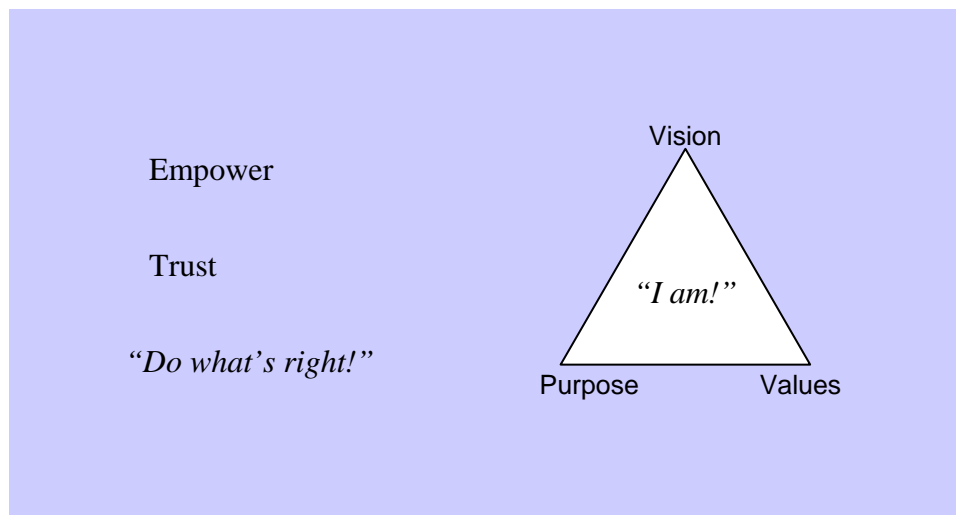 Empower
Trust
“Do what’s right!”
Vision
“I am!”
Purpose
Values